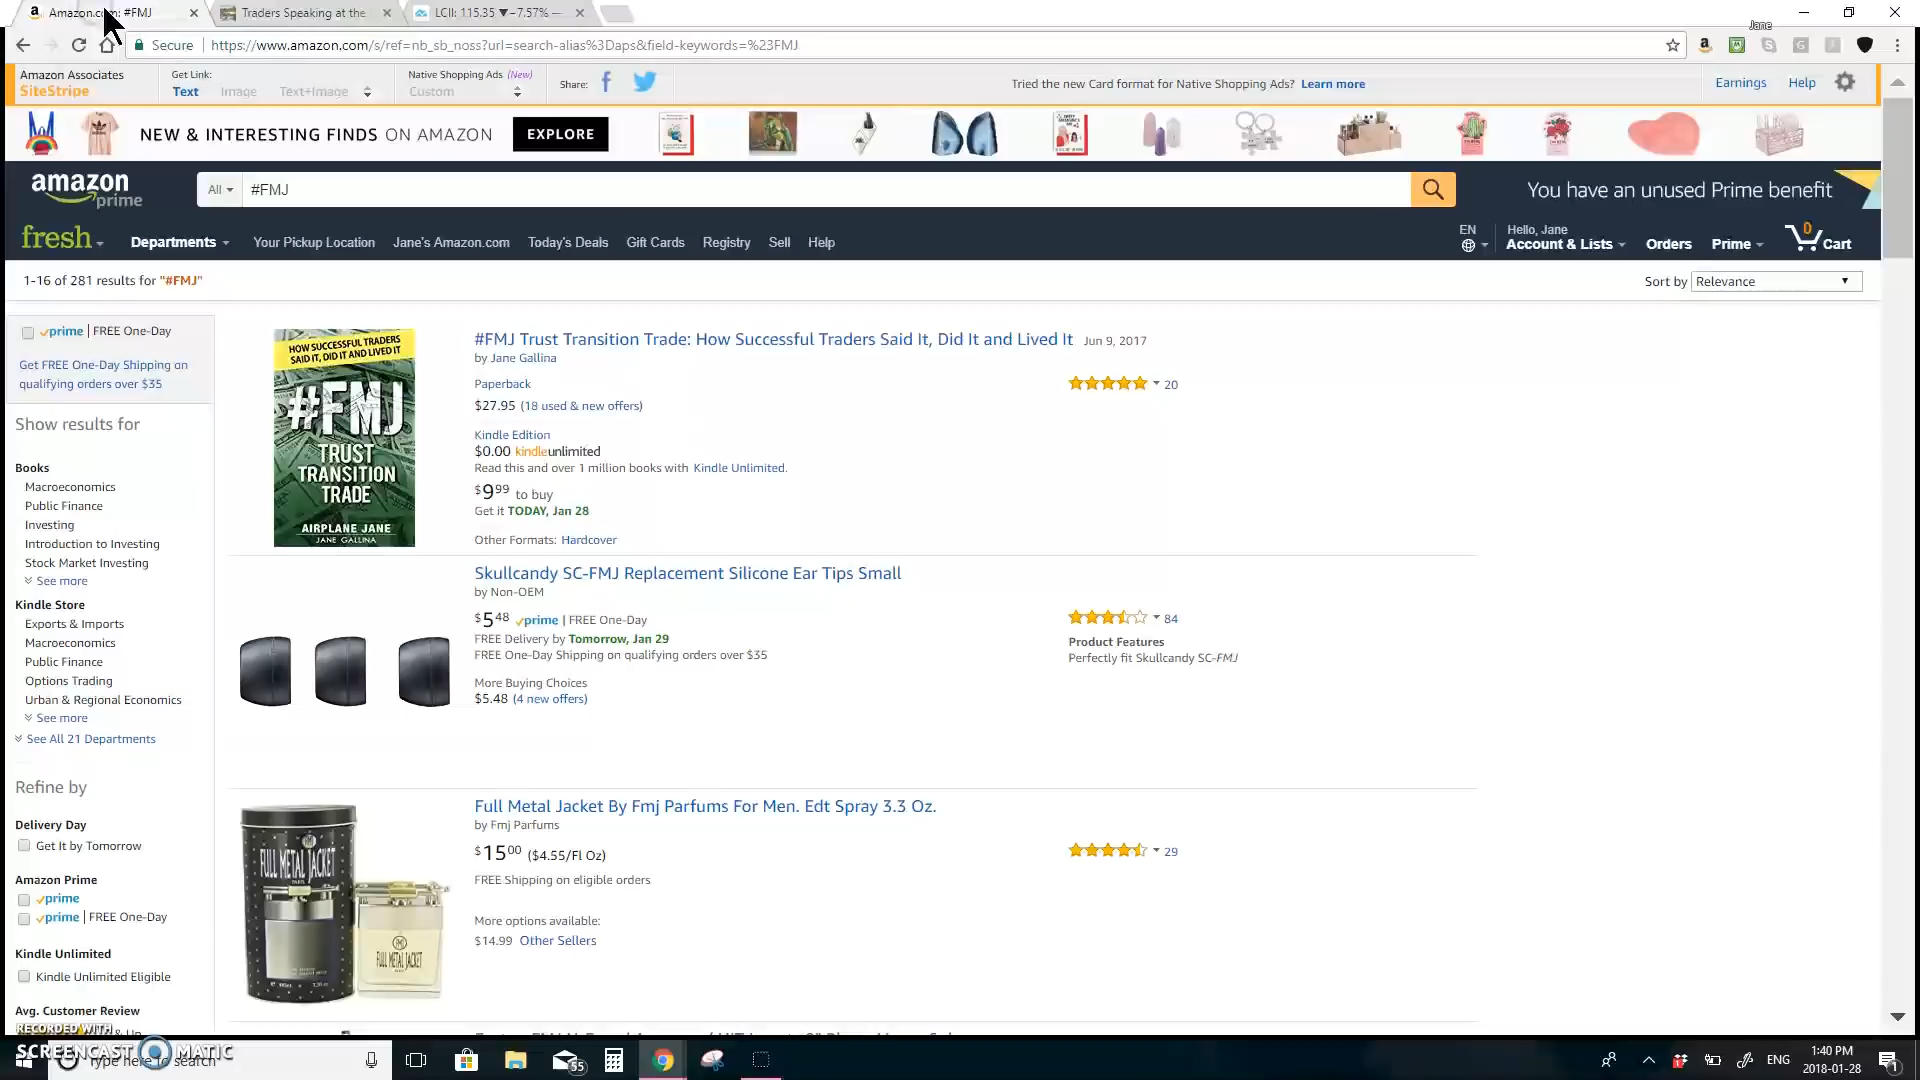 Amazon.com: #FMJ
Traders Speaking at the
LCII: 115.35 ▼−7.57% —
Jane
Secure
https://www.amazon.com/s/ref=nb_sb_noss?url=search-alias%3Daps&field-keywords=%23FMJ
Amazon Associates
SiteStripe
Get Link:
Text Image Text+Image
Native Shopping Ads (New)
Custom
Share:
Tried the new Card format for Native Shopping Ads? Learn more
Earnings Help
NEW & INTERESTING FINDS ON AMAZON EXPLORE
amazon
prime
All
#FMJ
You have an unused Prime benefit
fresh
Departments Your Pickup Location Jane's Amazon.com Today's Deals Gift Cards Registry Sell Help
EN
Hello, Jane
Account & Lists
Orders
Prime
0
Cart
1-16 of 281 results for "#FMJ"
Sort by Relevance
prime | FREE One-Day
Get FREE One-Day Shipping on
qualifying orders over $35
Show results for
Books
Macroeconomics
Public Finance
Investing
Introduction to Investing
Stock Market Investing
See more
Kindle Store
Exports & Imports
Macroeconomics
Public Finance
Options Trading
Urban & Regional Economics
See more
See All 21 Departments
Refine by
Delivery Day
Get It by Tomorrow
Amazon Prime
prime
prime | FREE One-Day
Kindle Unlimited
Kindle Unlimited Eligible
Avg. Customer Review
& Up
HOW SUCCESSFUL TRADERS
SAID IT, DID IT AND LIVED IT
#FMJ
TRUST
TRANSITION
TRADE
AIRPLANE JANE
JANE GALLINA
#FMJ Trust Transition Trade: How Successful Traders Said It, Did It and Lived It Jun 9, 2017
by Jane Gallina
Paperback
$27.95 (18 used & new offers)
20
Kindle Edition
$0.00 kindleunlimited
Read this and over 1 million books with Kindle Unlimited.
$9.99 to buy
Get it TODAY, Jan 28
Other Formats: Hardcover
Skullcandy SC-FMJ Replacement Silicone Ear Tips Small
by Non-OEM
$5.48 prime | FREE One-Day
FREE Delivery by Tomorrow, Jan 29
FREE One-Day Shipping on qualifying orders over $35
More Buying Choices
$5.48 (4 new offers)
84
Product Features
Perfectly fit Skullcandy SC-FMJ
FULL METAL JACKET
FULL METAL JACKET
Full Metal Jacket By Fmj Parfums For Men. Edt Spray 3.3 Oz.
by Fmj Parfums
$15.00 ($4.55/Fl Oz)
FREE Shipping on eligible orders
More options available:
$14.99 Other Sellers
29
RECORDED WITH
SCREENCAST MATIC
Type here to search
55
ENG
1:40 PM
2018-01-28
1